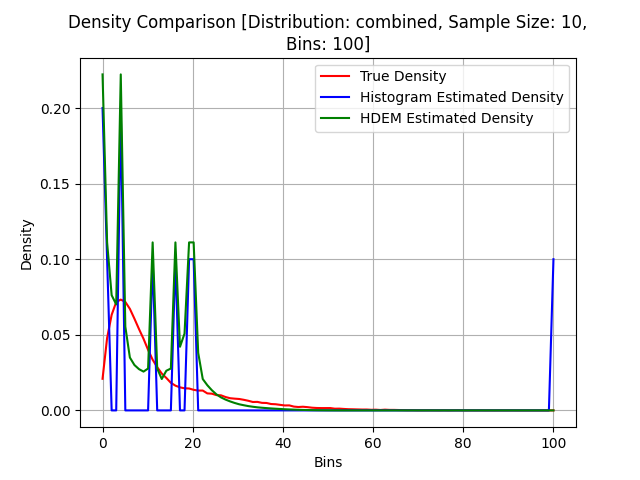 Density Comparison [Distribution: combined, Sample Size: 10,
Bins: 100]
True Density
Histogram Estimated Density
HDEM Estimated Density
Density
0.20
0.15
0.10
0.05
0.00
0 20 40 60 80 100
Bins